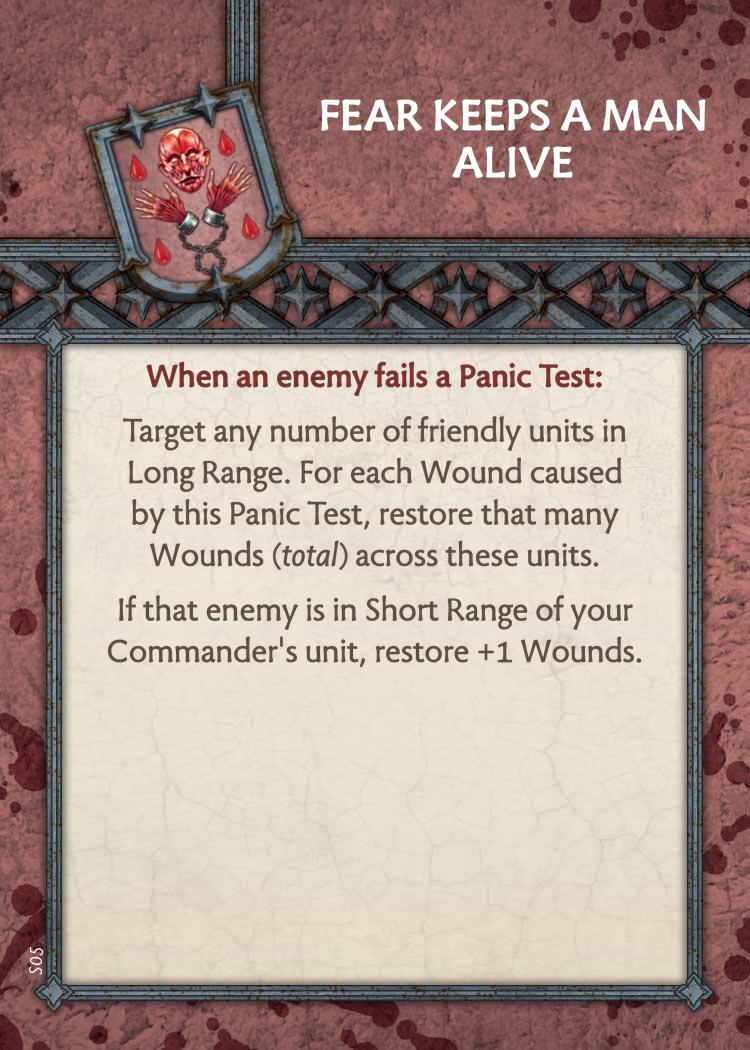 FEAR KEEPS A MAN
ALIVE
When an enemy fails a Panic Test:
Target any number of friendly units in
Long Range. For each Wound caused
by this Panic Test, restore that many
Wounds (total) across these units.
If that enemy is in Short Range of your
Commander's unit, restore +1 Wounds.
S05